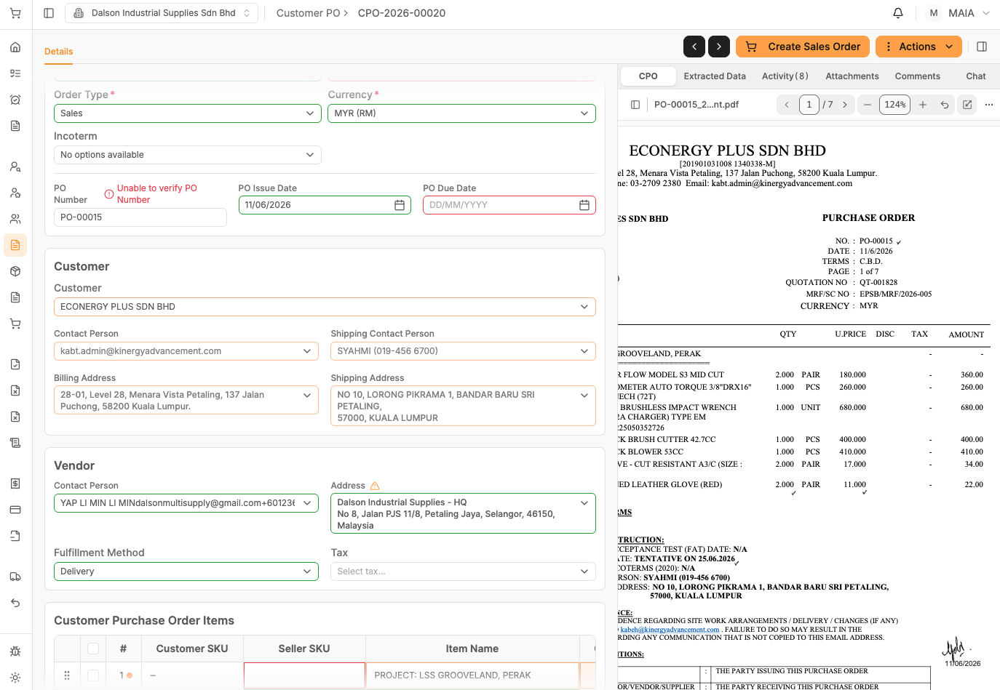 Dalson Industrial Supplies Sdn Bhd
Customer PO
CPO-2026-00020
M
MAIA
Details
Create Sales Order
Actions
Order Type*
Currency*
Sales
MYR (RM)
Incoterm
No options available
PO Number
Unable to verify PO Number
PO Issue Date
PO Due Date
PO-00015
11/06/2026
DD/MM/YYYY
Customer
Customer
ECONERGY PLUS SDN BHD
Contact Person
Shipping Contact Person
kabt.admin@kinergyadvancement.com
SYAHMI (019-456 6700)
Billing Address
Shipping Address
28-01, Level 28, Menara Vista Petaling, 137 Jalan
Puchong, 58200 Kuala Lumpur.
NO 10, LORONG PIKRAMA 1, BANDAR BARU SRI
PETALING,
57000, KUALA LUMPUR
Vendor
Contact Person
Address
YAP LI MIN LI MINdalsonmultisupply@gmail.com+601236
Dalson Industrial Supplies - HQ
No 8, Jalan PJS 11/8, Petaling Jaya, Selangor, 46150,
Malaysia
Fulfillment Method
Tax
Delivery
Select tax...
Customer Purchase Order Items
# Customer SKU Seller SKU Item Name
1 – PROJECT: LSS GROOVELAND, PERAK
CPO Extracted Data Activity(8) Attachments Comments Chat
PO-00015_2...nt.pdf
1 / 7
124%
ECONERGY PLUS SDN BHD
[201901031008 1340338-M]
el 28, Menara Vista Petaling, 137 Jalan Puchong, 58200 Kuala Lumpur.
ne: 03-2709 2380 Email: kabt.admin@kinergyadvancement.com
ES SDN BHD
PURCHASE ORDER
NO. : PO-00015
DATE : 11/6/2026
TERMS : C.B.D.
)
PAGE : 1 of 7
QUOTATION NO : QT-001828
MRF/SC NO : EPSB/MRF/2026-005
CURRENCY : MYR
QTY U.PRICE DISC TAX AMOUNT
GROOVELAND, PERAK - -
R FLOW MODEL S3 MID CUT 2.000 PAIR 180.000 - 360.00
OMETER AUTO TORQUE 3/8"DRX16" 1.000 PCS 260.000 - 260.00
NECH (72T)
BRUSHLESS IMPACT WRENCH 1.000 UNIT 680.000 - 680.00
2A CHARGER) TYPE EM
225050352726
CK BRUSH CUTTER 42.7CC 1.000 PCS 400.000 - 400.00
CK BLOWER 53CC 1.000 PCS 410.000 - 410.00
VE - CUT RESISTANT A3/C (SIZE : 2.000 PAIR 17.000 - 34.00
NED LEATHER GLOVE (RED) 2.000 PAIR 11.000 - 22.00
RMS
TRUCTION:
CCEPTANCE TEST (FAT) DATE: N/A
ATE: TENTATIVE ON 25.06.2026
COTERMS (2020): N/A
RSON: SYAHMI (019-456 6700)
DDRESS: NO 10, LORONG PIKRAMA 1, BANDAR BARU SRI PETALING,
57000, KUALA LUMPUR
NCE:
DENCE REGARDING SITE WORK ARRANGEMENTS / DELIVERY / CHANGES (IF ANY)
kabeh@kinergyadvancement.com . FAILURE TO DO SO MAY RESULT IN THE
RDING ANY COMMUNICATION THAT IS NOT COPIED TO THIS EMAIL ADDRESS.
TIONS:
11/06/2026
: THE PARTY ISSUING THIS PURCHASE ORDER
OR/VENDOR/SUPPLIER : THE PARTY RECEIVING THIS PURCHASE ORDER